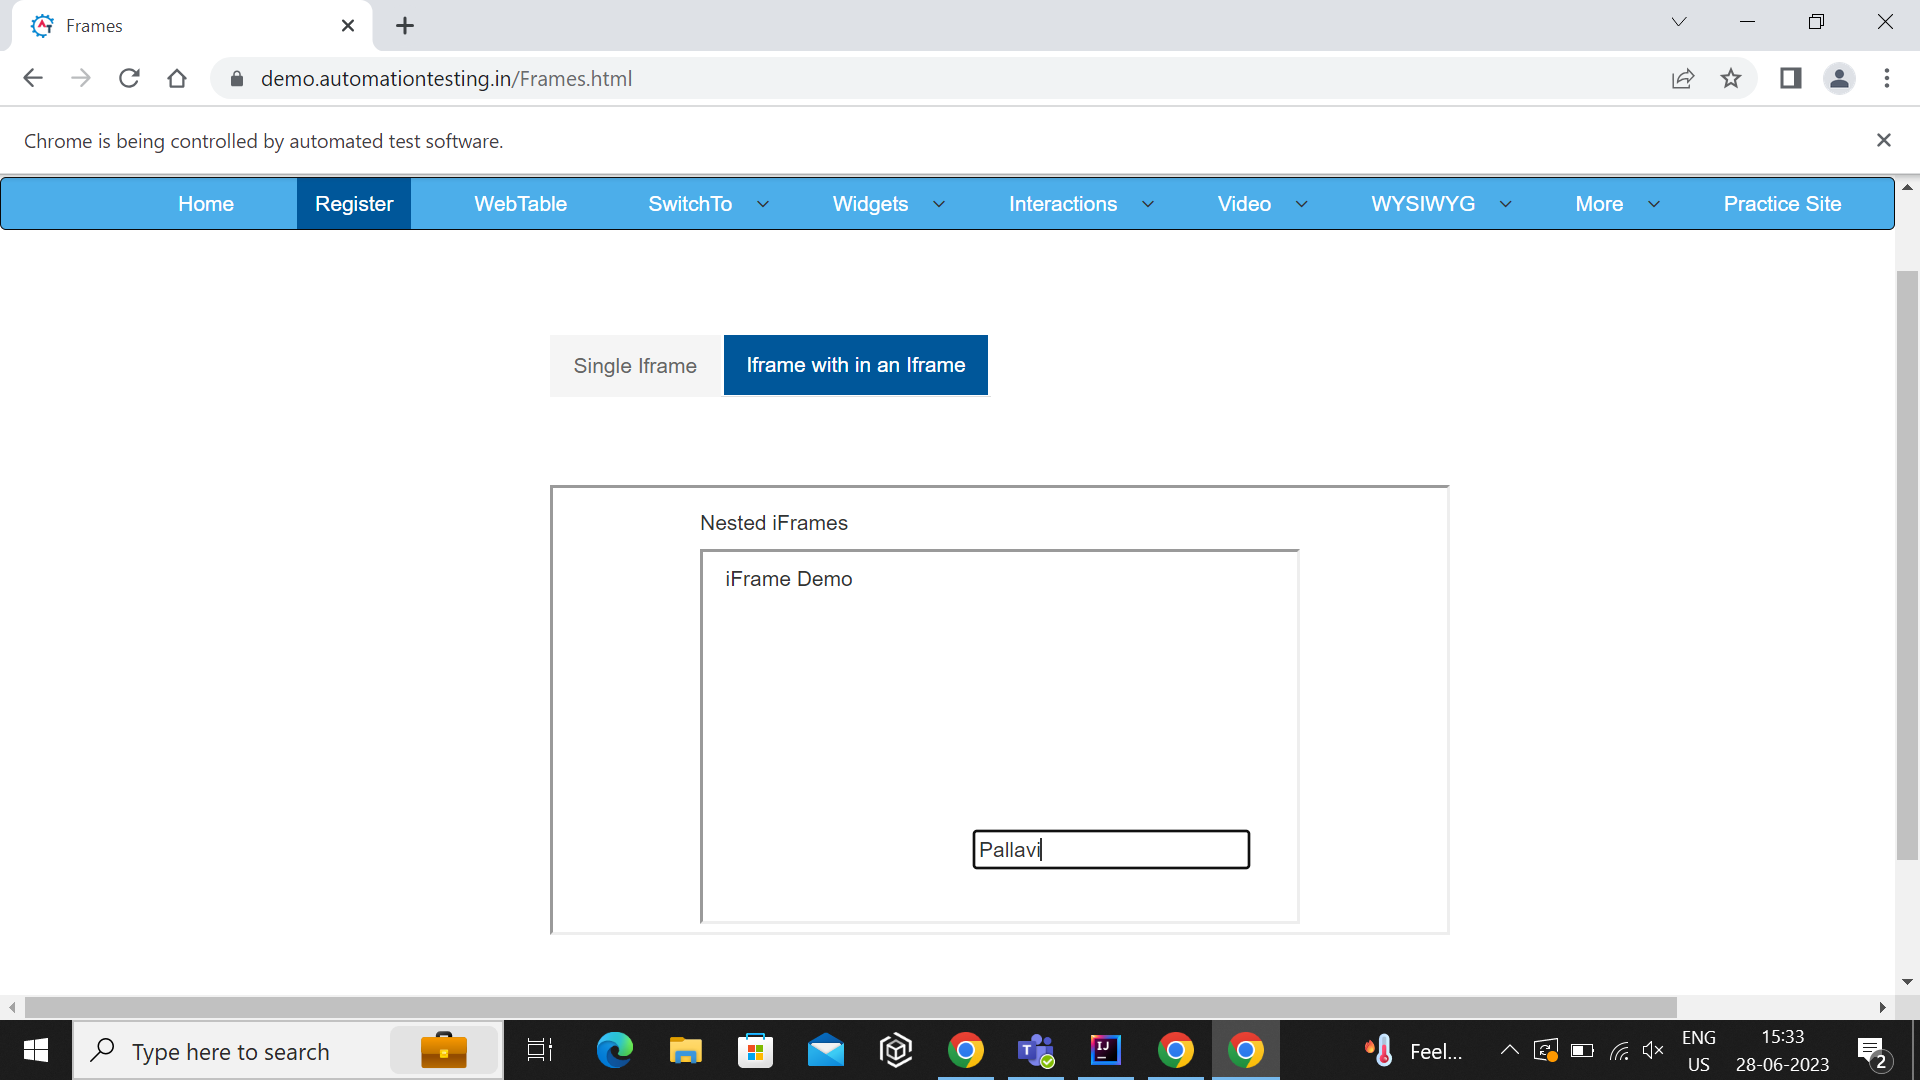 Frames
demo.automationtesting.in/Frames.html
Chrome is being controlled by automated test software.
Home Register WebTable SwitchTo Widgets Interactions Video WYSIWYG More Practice Site
Single Iframe Iframe with in an Iframe
Nested iFrames
iFrame Demo
Pallavi
Type here to search
Feel...
ENG
US
15:33
28-06-2023
2